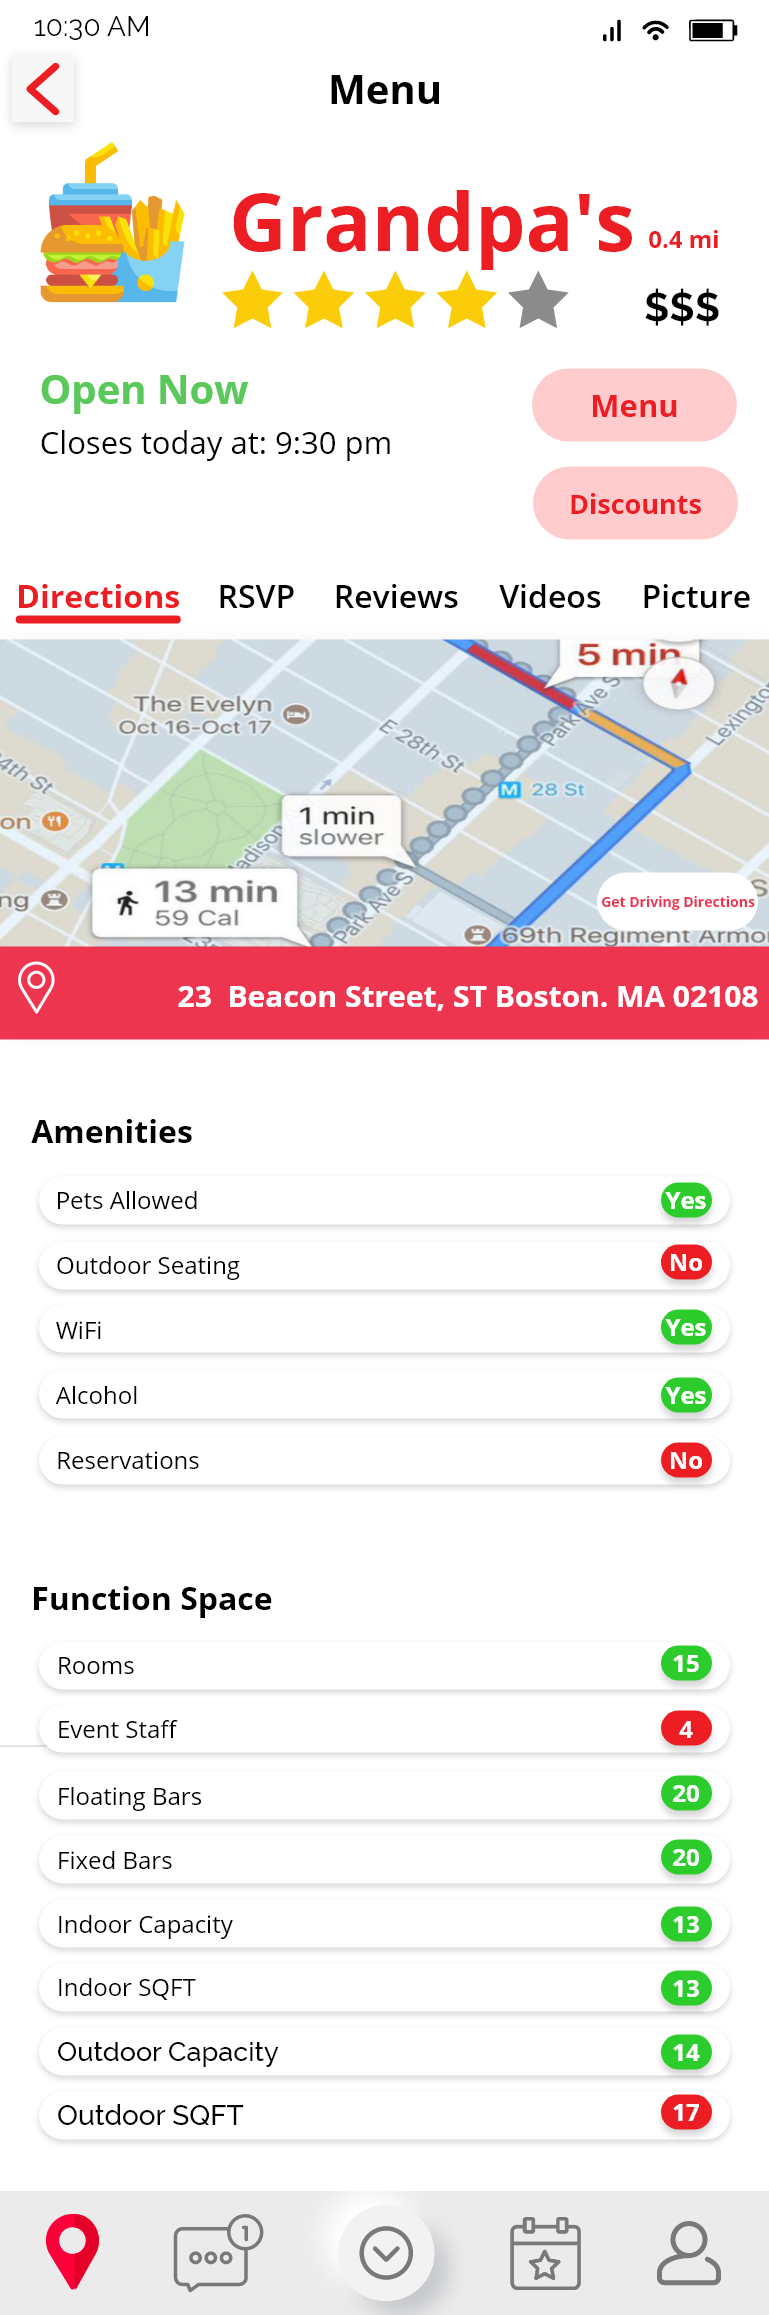 10:30 AM
Menu
Grandpa's 0.4 mi
$$$
Open Now
Closes today at: 9:30 pm
Menu
Discounts
Directions RSVP Reviews Videos Picture
5 min
The Evelyn
Oct 16-Oct 17
E 28th St
Park Ave S
Lexington
4th St
M 28 St
on
1 min
slower
adison
13 min
59 Cal
ng
Park Ave S
Get Driving Directions
S
69th Regiment Armor
23 Beacon Street, ST Boston. MA 02108
Amenities
Pets Allowed Yes
Outdoor Seating No
WiFi Yes
Alcohol Yes
Reservations No
Function Space
Rooms 15
Event Staff 4
Floating Bars 20
Fixed Bars 20
Indoor Capacity 13
Indoor SQFT 13
Outdoor Capacity 14
Outdoor SQFT 17
1